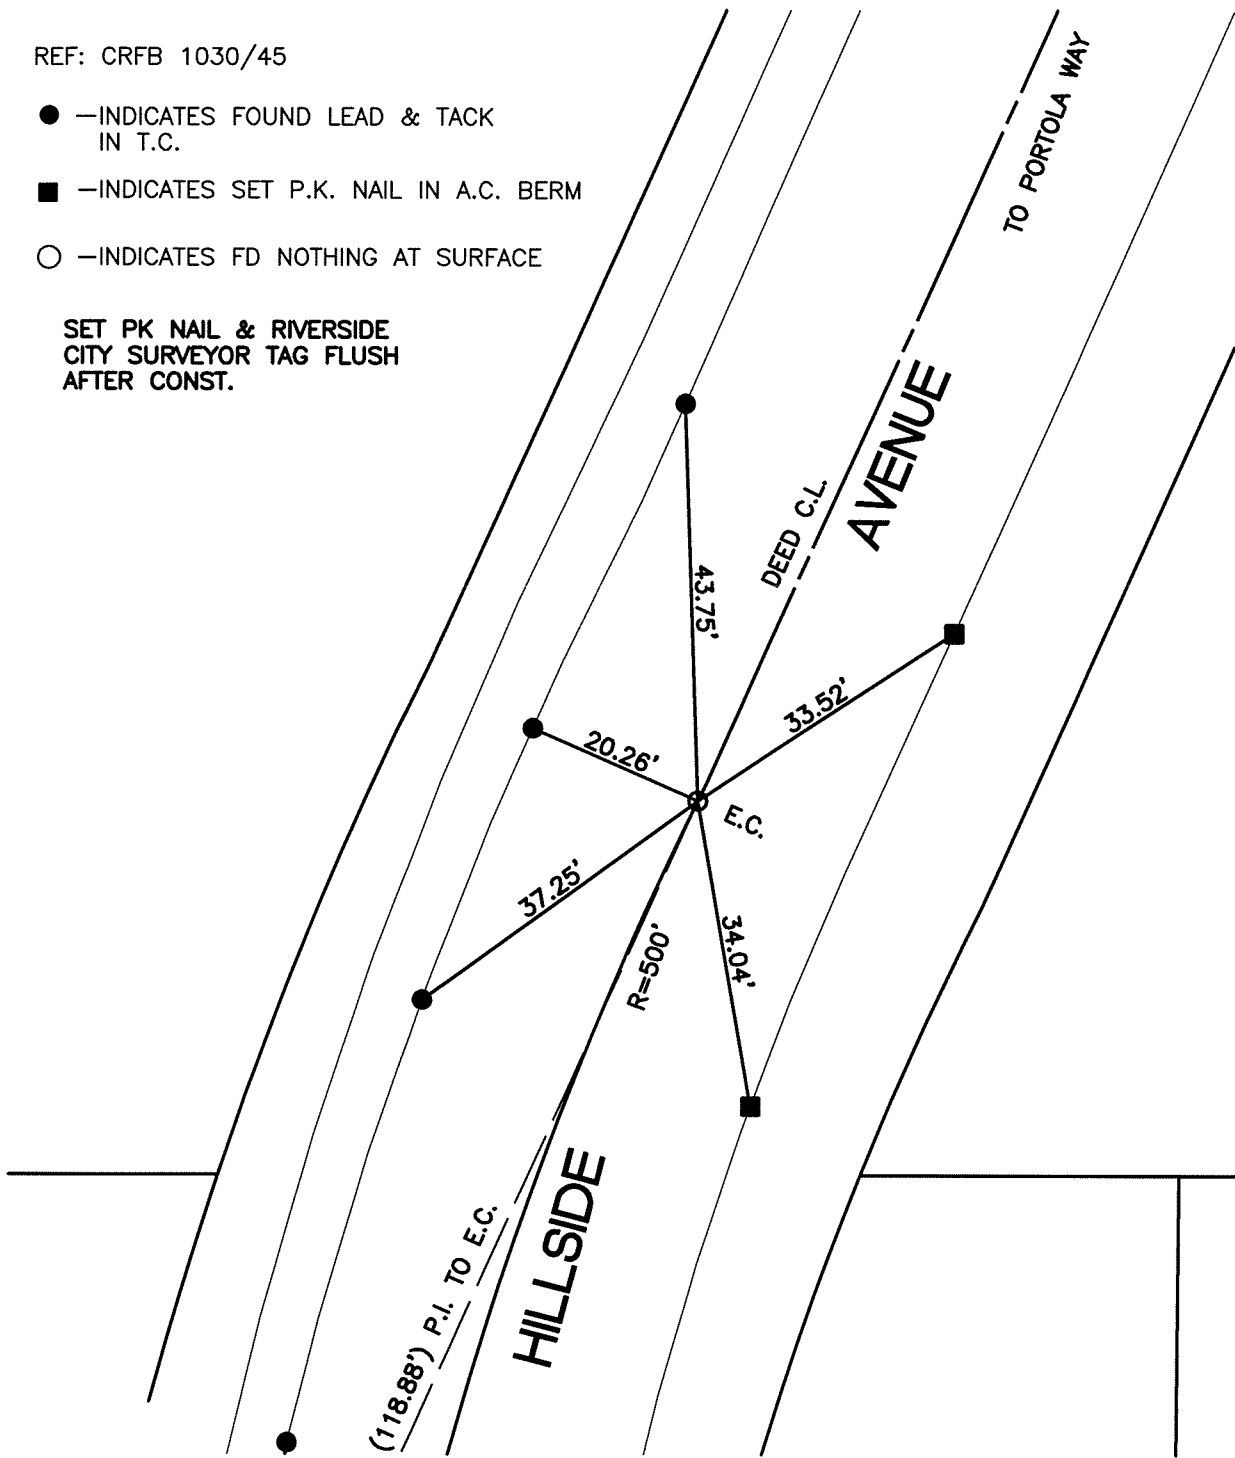 REF: CRFB 1030/45
● –INDICATES FOUND LEAD & TACK
IN T.C.
■ –INDICATES SET P.K. NAIL IN A.C. BERM
○ –INDICATES FD NOTHING AT SURFACE
SET PK NAIL & RIVERSIDE
CITY SURVEYOR TAG FLUSH
AFTER CONST.
TO PORTOLA WAY
AVENUE
DEED C.L.
43.75'
33.52'
20.26'
E.C.
37.25'
34.04'
R=500'
HILLSIDE
(118.88') P.I. TO E.C.